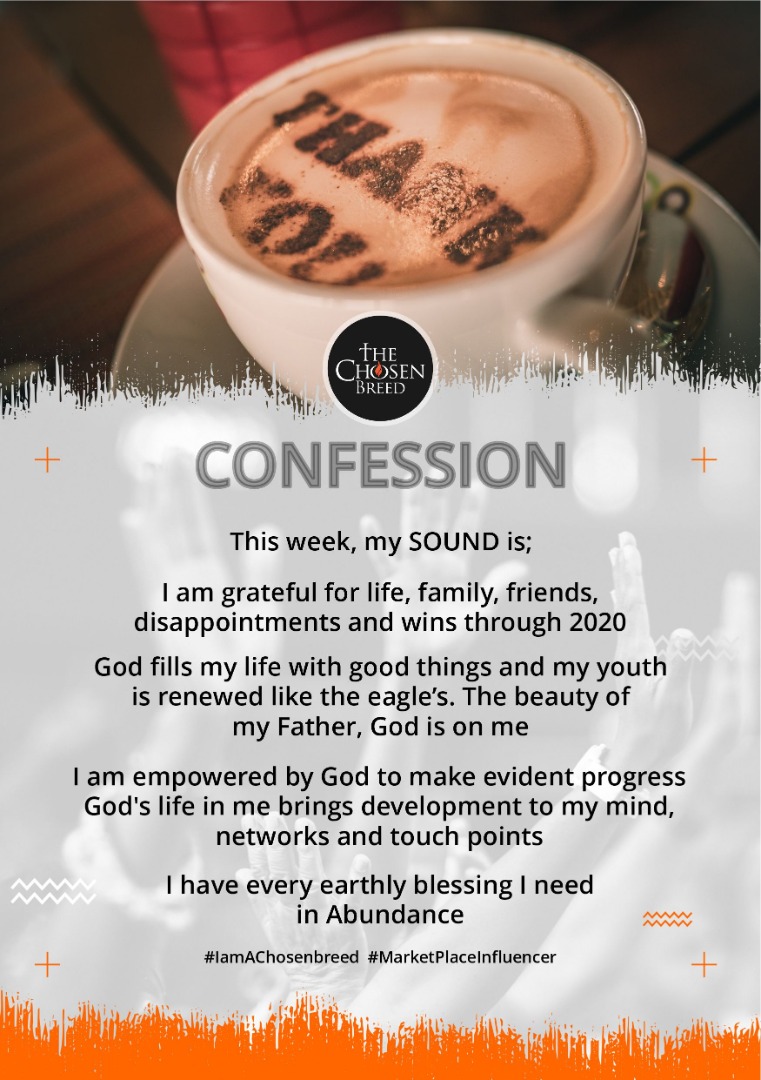 THANK
YOU
THE
CHOSEN
BREED
CONFESSION
This week, my SOUND is;
I am grateful for life, family, friends,
disappointments and wins through 2020
God fills my life with good things and my youth
is renewed like the eagle’s. The beauty of
my Father, God is on me
I am empowered by God to make evident progress
God's life in me brings development to my mind,
networks and touch points
I have every earthly blessing I need
in Abundance
#IamAChosenbreed #MarketPlaceInfluencer